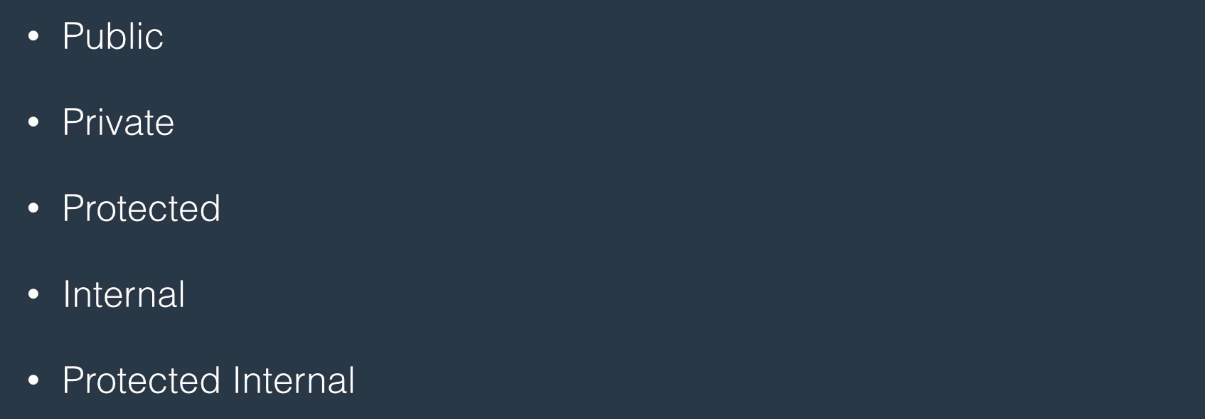 • Public
• Private
• Protected
• Internal
• Protected Internal